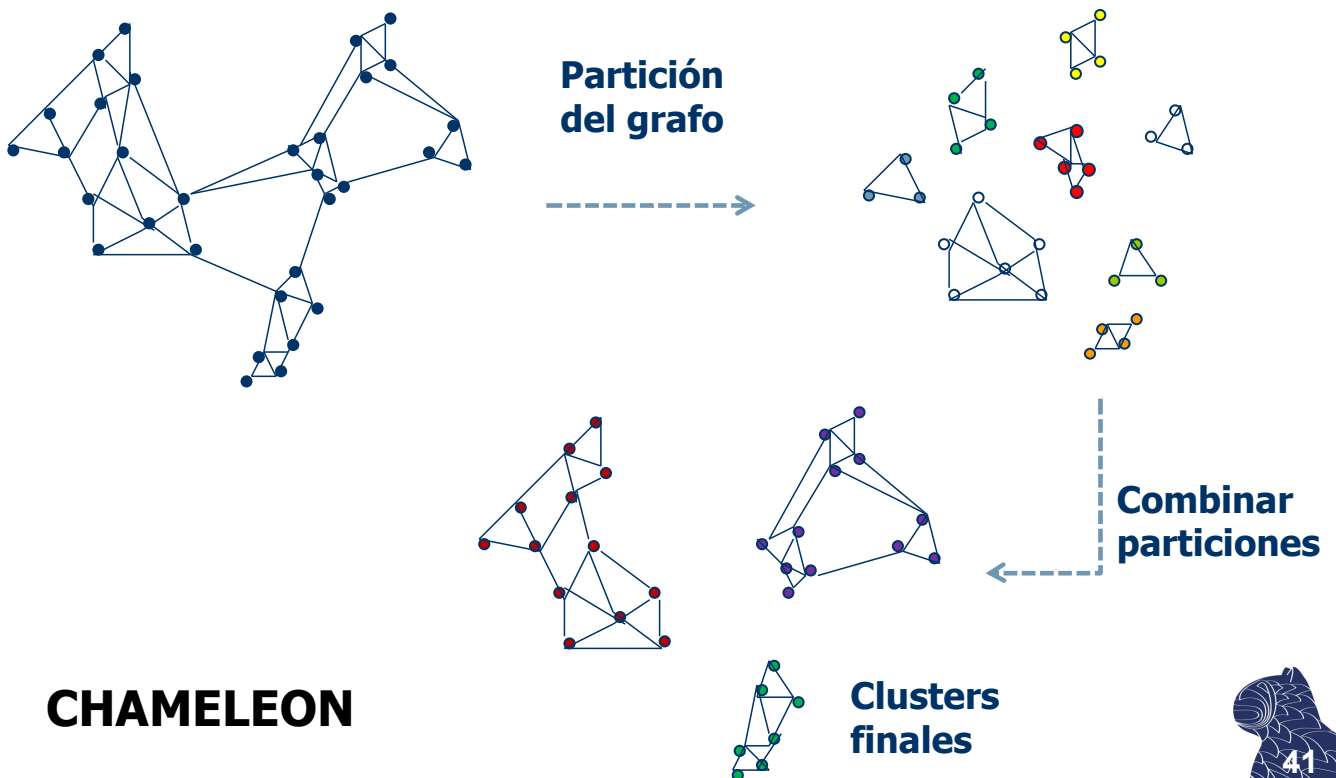 Partición
del grafo
Combinar
particiones
CHAMELEON
Clusters
finales
41